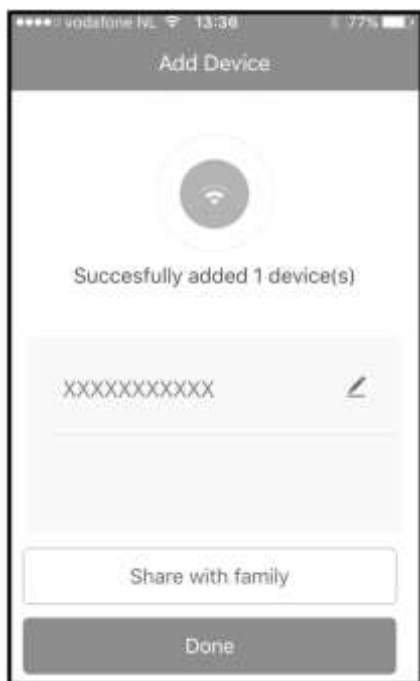 vodafone NL 13:36 77%
Add Device
Succesfully added 1 device(s)
XXXXXXXXXXX
Share with family
Done